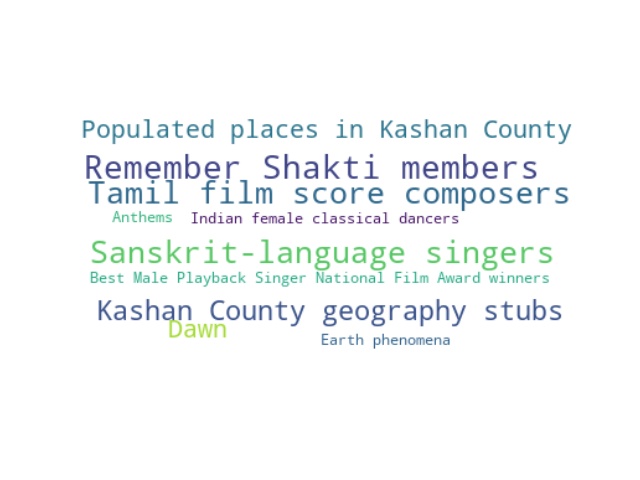 Populated places in Kashan County
Remember Shakti members
Tamil film score composers
Anthems Indian female classical dancers
Sanskrit-language singers
Best Male Playback Singer National Film Award winners
Kashan County geography stubs
Dawn
Earth phenomena